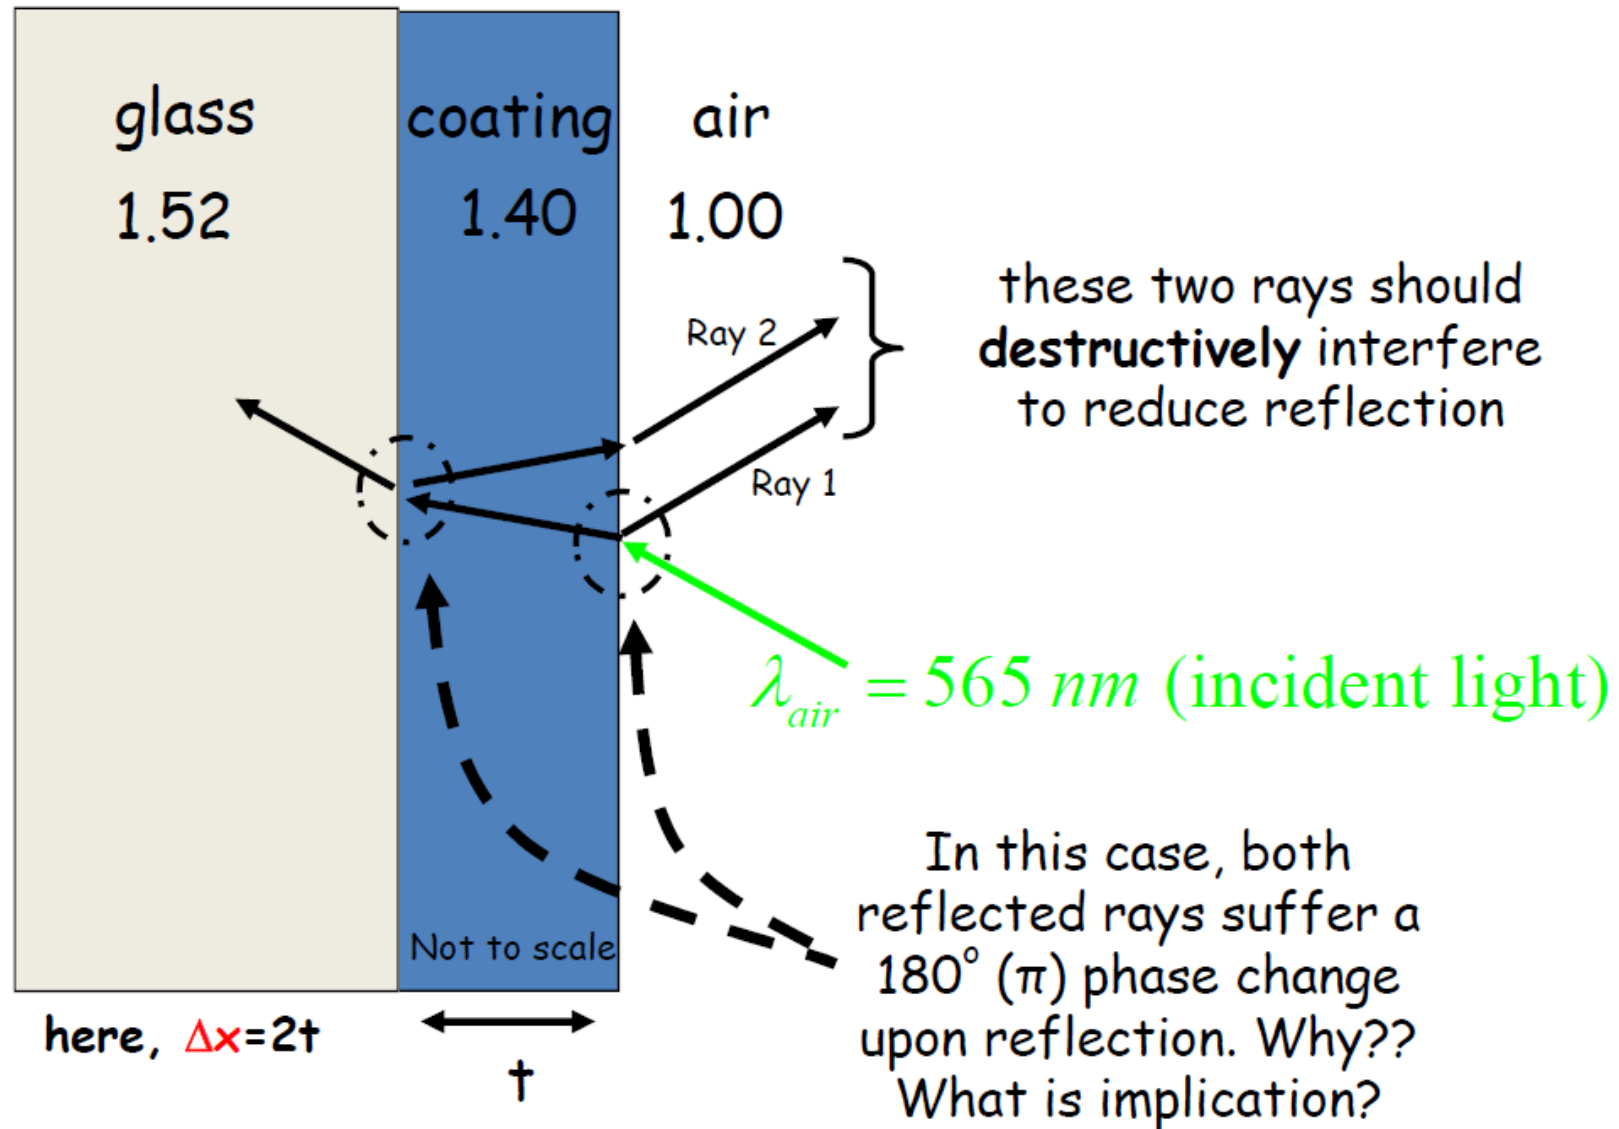 glass
coating
air
1.52
1.40
1.00
Ray 2
Ray 1
these two rays should
destructively interfere
to reduce reflection
λair = 565 nm (incident light)
In this case, both
reflected rays suffer a
180° (π) phase change
upon reflection. Why??
What is implication?
Not to scale
here, Δx=2t
t